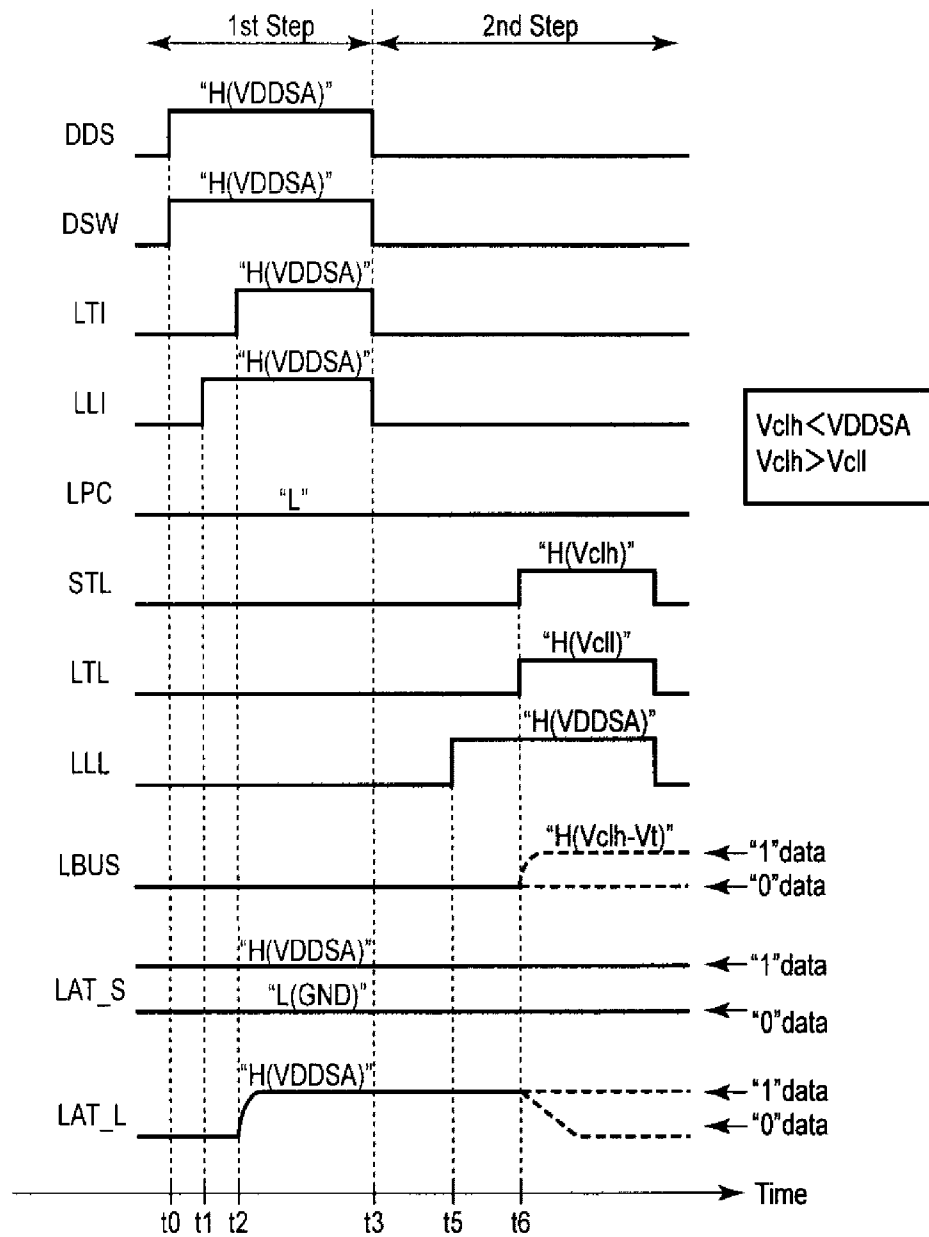 1st Step
2nd Step
DDS
“H(VDDSA)”
DSW
“H(VDDSA)”
LTI
“H(VDDSA)”
LLI
“H(VDDSA)”
Vclh<VDDSA
Vclh>Vcll
LPC
“L”
STL
“H(Vclh)”
LTL
“H(Vcll)”
LLL
“H(VDDSA)”
LBUS
“H(Vclh-Vt)”
“1”data
“0”data
LAT_S
“H(VDDSA)”
“1”data
“L(GND)”
“0”data
LAT_L
“H(VDDSA)”
“1”data
“0”data
Time
t0 t1 t2 t3 t5 t6